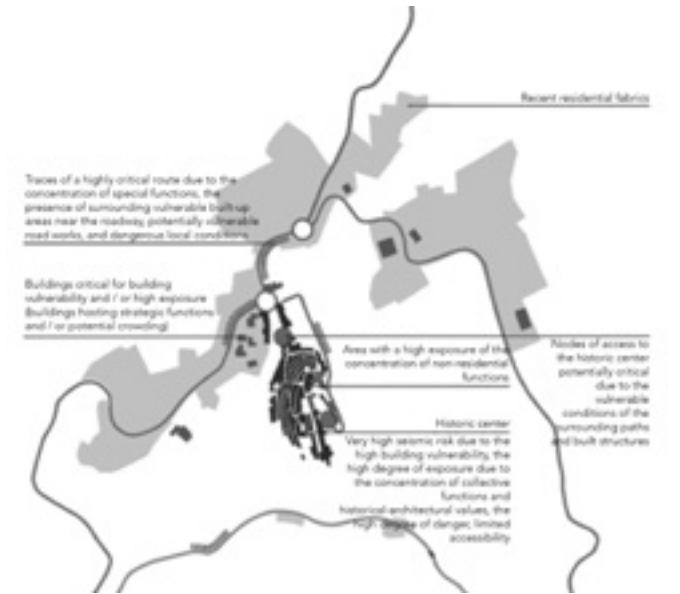 Recent residential fabrics
Traces of a highly critical route due to the
concentration of special functions, the
presence of surrounding vulnerable built-up
areas near the roadway, potentially vulnerable
road works, and dangerous local conditions
Buildings critical for building
vulnerability and / or high exposure
(buildings hosting strategic functions
and / or potential crowding)
Area with a high exposure of the
concentration of non-residential
functions
Nodes of access to
the historic center
potentially critical
due to the
vulnerable
conditions of the
surrounding paths
and built structures
Historic center
Very high seismic risk due to the
high building vulnerability, the
high degree of exposure due to
the concentration of collective
functions and
historical-architectural values, the
high degree of danger, limited
accessibility